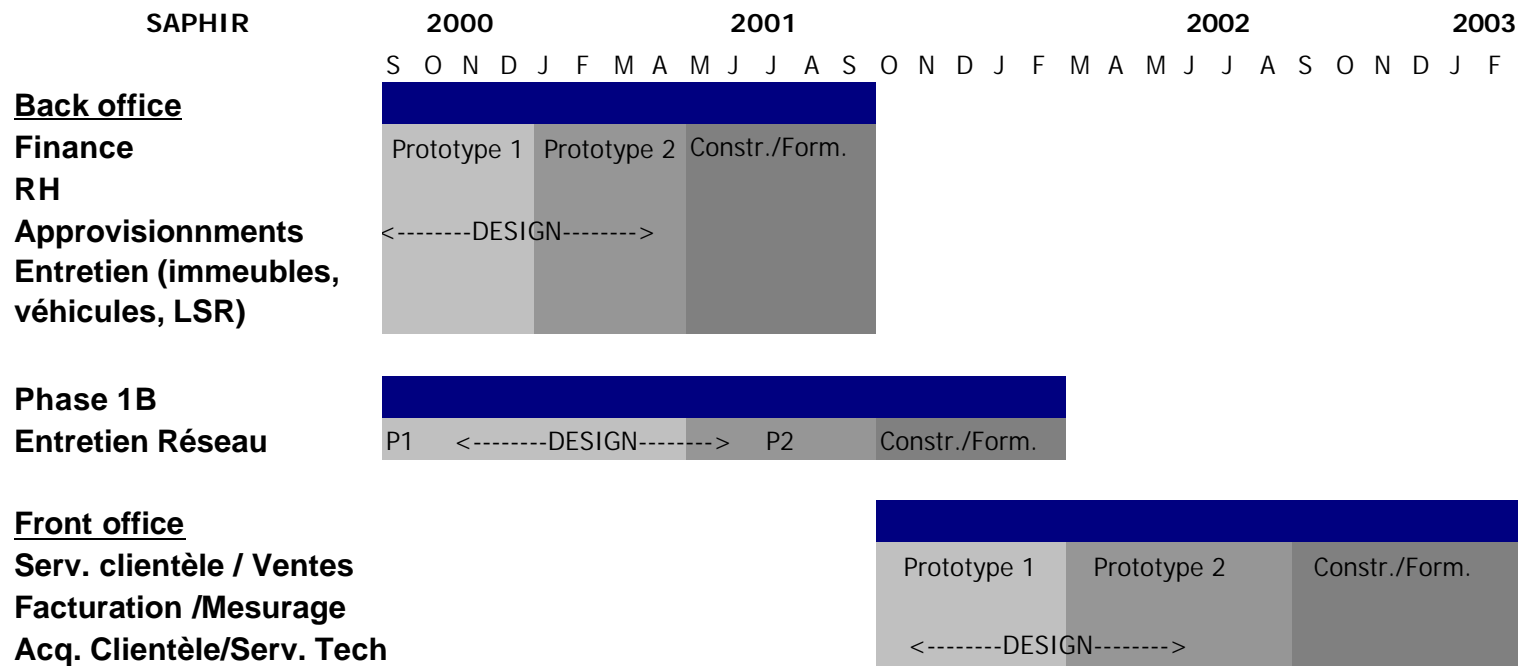 SAPHIR 2000 2001 2002 2003
S O N D J F M A M J J A S O N D J F M A M J J A S O N D J F
Back office
Finance Prototype 1 Prototype 2 Constr./Form.
RH
Approvisionnments <--------DESIGN-------->
Entretien (immeubles,
véhicules, LSR)
Phase 1B
Entretien Réseau P1 <--------DESIGN--------> P2 Constr./Form.
Front office
Serv. clientèle / Ventes Prototype 1 Prototype 2 Constr./Form.
Facturation /Mesurage
Acq. Clientèle/Serv. Tech <--------DESIGN-------->